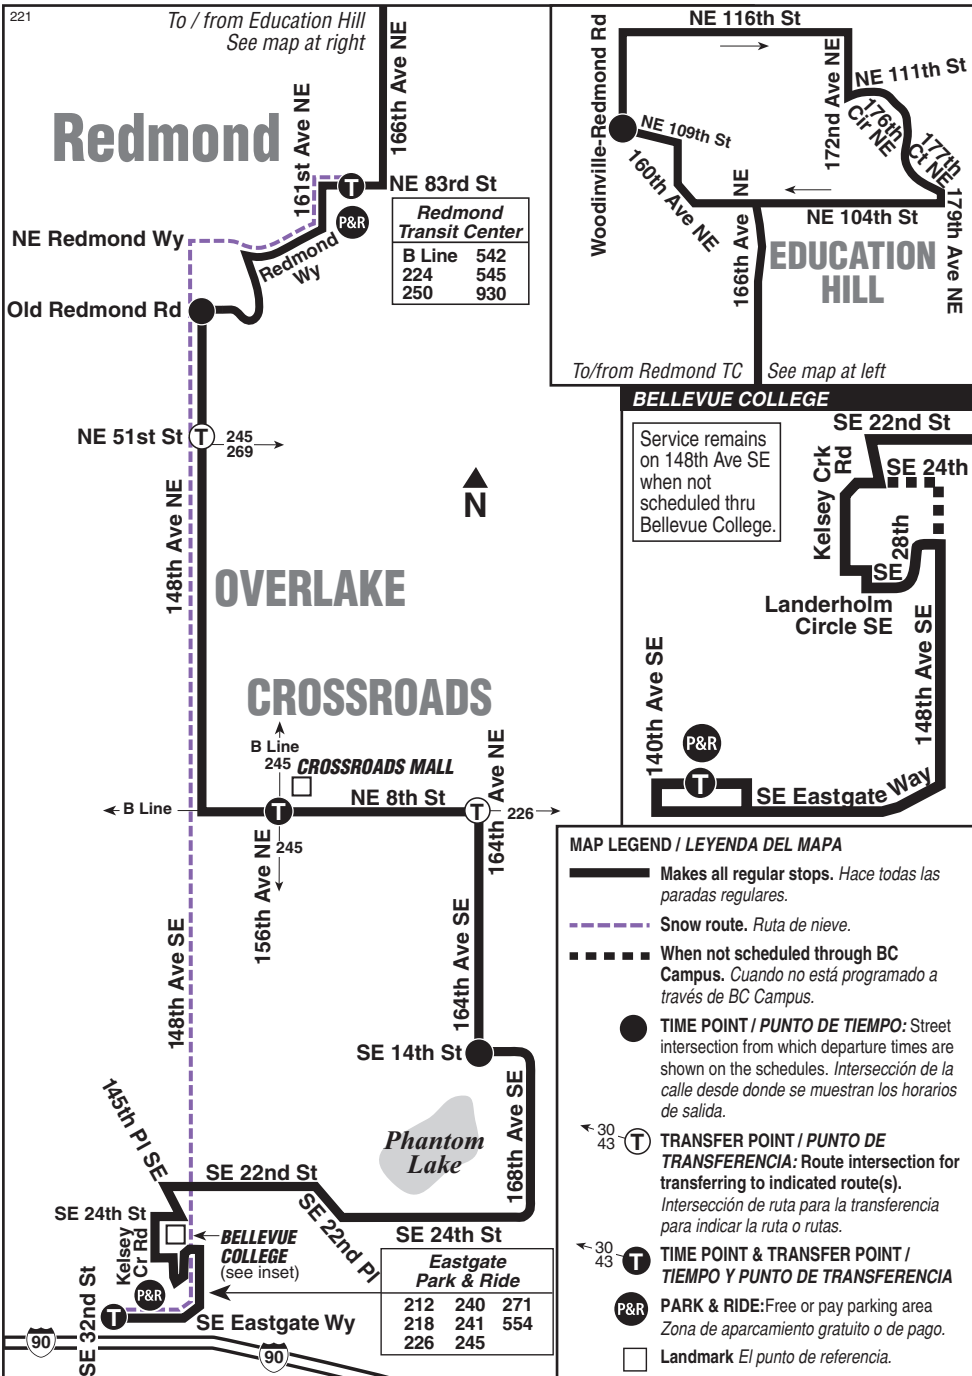 221
To / from Education Hill
See map at right
Redmond
161st Ave NE
166th Ave NE
NE 83rd St
T
P&R
NE Redmond Wy
Redmond
Wy
Redmond
Transit Center
B Line 542
224 545
250 930
Old Redmond Rd
NE 51st St
T
245
269
148th Ave NE
N
OVERLAKE
CROSSROADS
B Line
245
CROSSROADS MALL
B Line
NE 8th St
T
T
226
164th Ave NE
156th Ave NE
245
148th Ave SE
164th Ave SE
SE 14th St
168th Ave SE
Phantom
Lake
145th Pl SE
SE 22nd St
SE 22nd Pl
SE 24th St
SE 24th St
Kelsey
Cr Rd
BELLEVUE
COLLEGE
(see inset)
P&R
T
SE 32nd St
SE Eastgate Wy
Eastgate
Park & Ride
212 240 271
218 241 554
226 245
90
90
NE 116th St
Woodinville-Redmond Rd
172nd Ave NE
NE 111th St
176th
Cir NE
177th
Ct NE
NE 109th St
160th Ave NE
166th Ave NE
NE 104th St
179th Ave NE
EDUCATION
HILL
To/from Redmond TC
See map at left
BELLEVUE COLLEGE
Service remains
on 148th Ave SE
when not
scheduled thru
Bellevue College.
SE 22nd St
Kelsey Crk
Rd
SE 24th
SE 28th
Landerholm
Circle SE
140th Ave SE
148th Ave SE
P&R
T
SE Eastgate Way
MAP LEGEND / LEYENDA DEL MAPA
Makes all regular stops. Hace todas las
paradas regulares.
Snow route. Ruta de nieve.
When not scheduled through BC
Campus. Cuando no está programado a
través de BC Campus.
TIME POINT / PUNTO DE TIEMPO: Street
intersection from which departure times are
shown on the schedules. Intersección de la
calle desde donde se muestran los horarios
de salida.
30
43
T
TRANSFER POINT / PUNTO DE
TRANSFERENCIA: Route intersection for
transferring to indicated route(s).
Intersección de ruta para la transferencia
para indicar la ruta o rutas.
30
43
T
TIME POINT & TRANSFER POINT /
TIEMPO Y PUNTO DE TRANSFERENCIA
P&R
PARK & RIDE:Free or pay parking area
Zona de aparcamiento gratuito o de pago.
Landmark El punto de referencia.